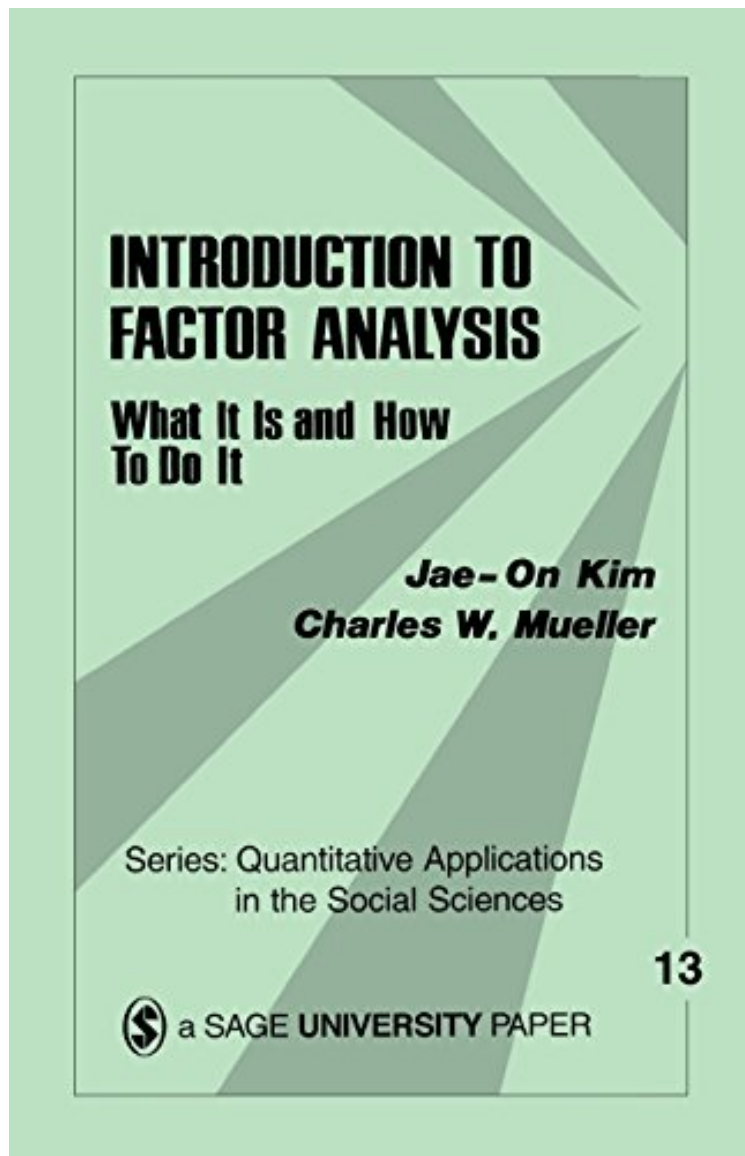 INTRODUCTION TO
FACTOR ANALYSIS
What It Is and How
To Do It
Jae-On Kim
Charles W. Mueller
Series: Quantitative Applications
in the Social Sciences
13
S a SAGE UNIVERSITY PAPER